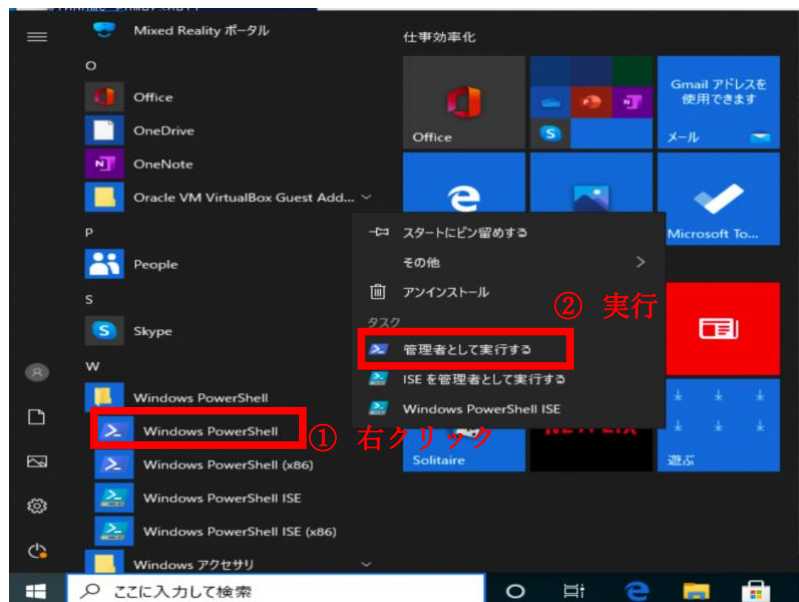 Mixed Reality ポータル
O
Office
OneDrive
OneNote
Oracle VM VirtualBox Guest Add...
P
People
S
Skype
W
Windows PowerShell
Windows PowerShell
① 右クリック
Windows PowerShell (x86)
Windows PowerShell ISE
Windows PowerShell ISE (x86)
Windows アクセサリ
ここに入力して検索
仕事効率化
Office
Gmail アドレスを
使用できます
メール
Microsoft To...
スタートにピン留めする
その他
アンインストール
② 実行
タスク
管理者として実行する
ISE を管理者として実行する
Windows PowerShell ISE
NETFLIX
Solitaire
遊ぶ